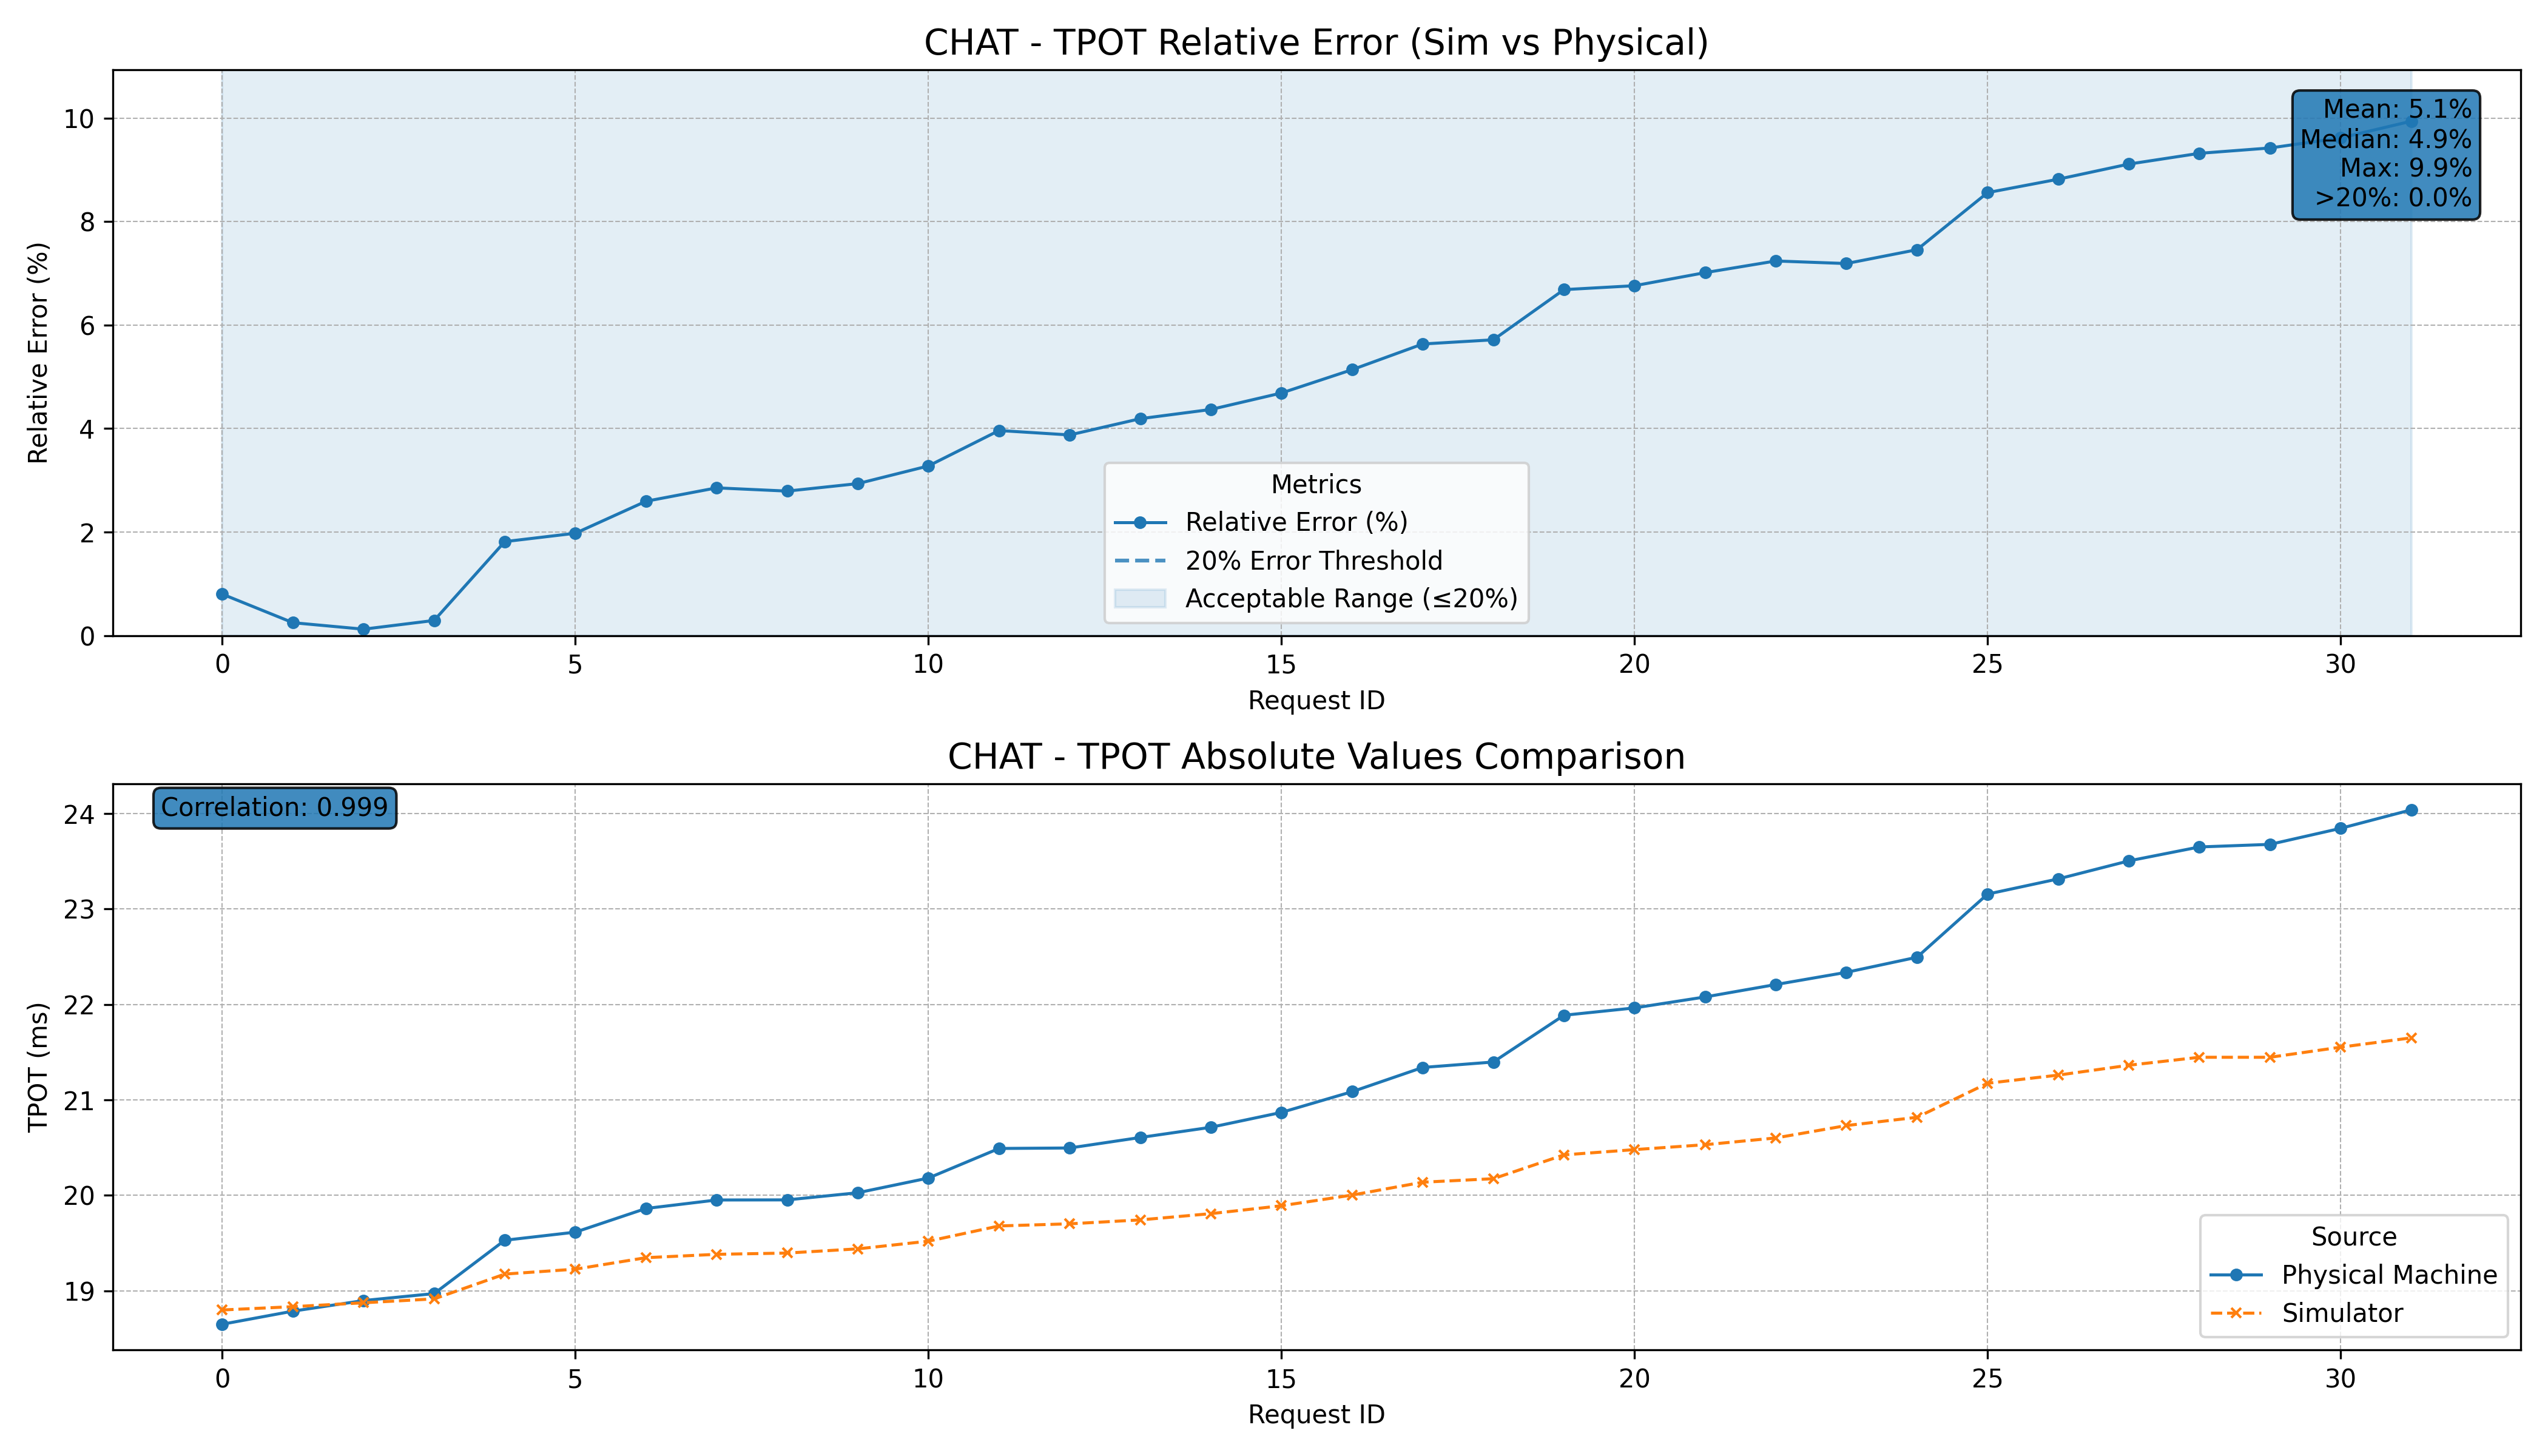 CHAT - TPOT Relative Error (Sim vs Physical)
Relative Error (%)
10
8
6
4
2
0
Mean: 5.1%
Median: 4.9%
Max: 9.9%
>20%: 0.0%
Metrics
Relative Error (%)
20% Error Threshold
Acceptable Range (≤20%)
0 5 10 15 20 25 30
Request ID
CHAT - TPOT Absolute Values Comparison
Correlation: 0.999
TPOT (ms)
24
23
22
21
20
19
Source
Physical Machine
Simulator
0 5 10 15 20 25 30
Request ID